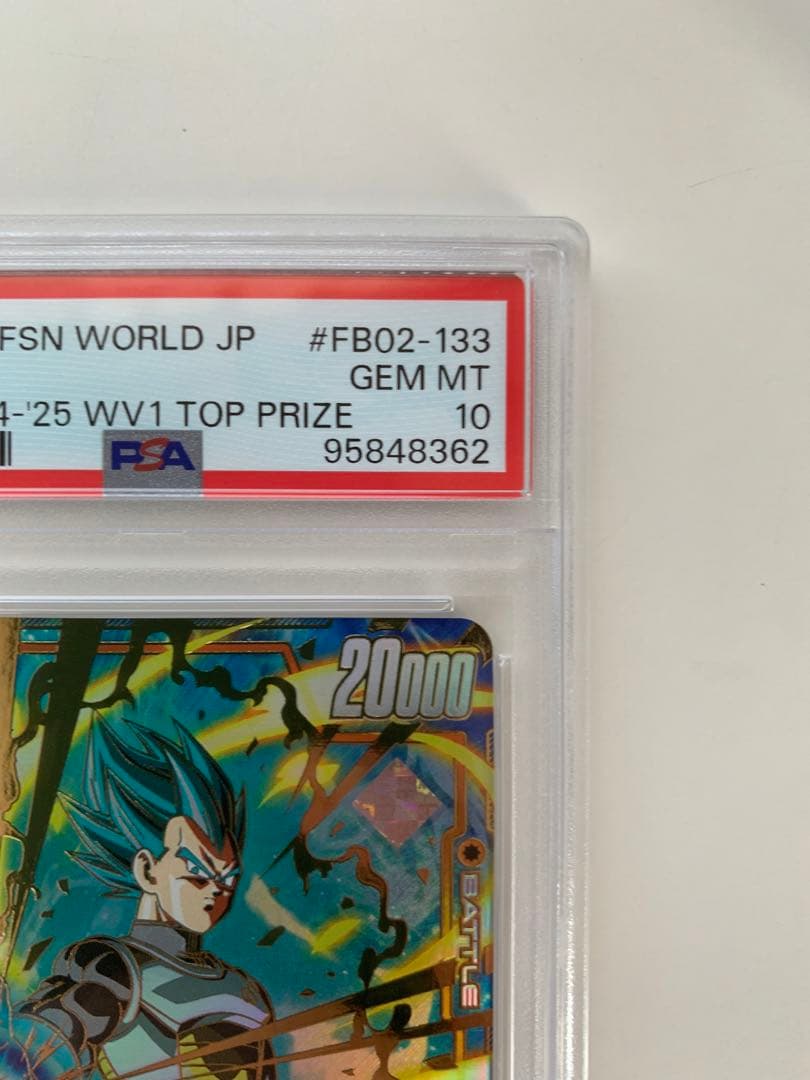 FSN WORLD JP #FB02-133
GEM MT
4-'25 WV1 TOP PRIZE 10
PSA 95848362
20000
BATTLE